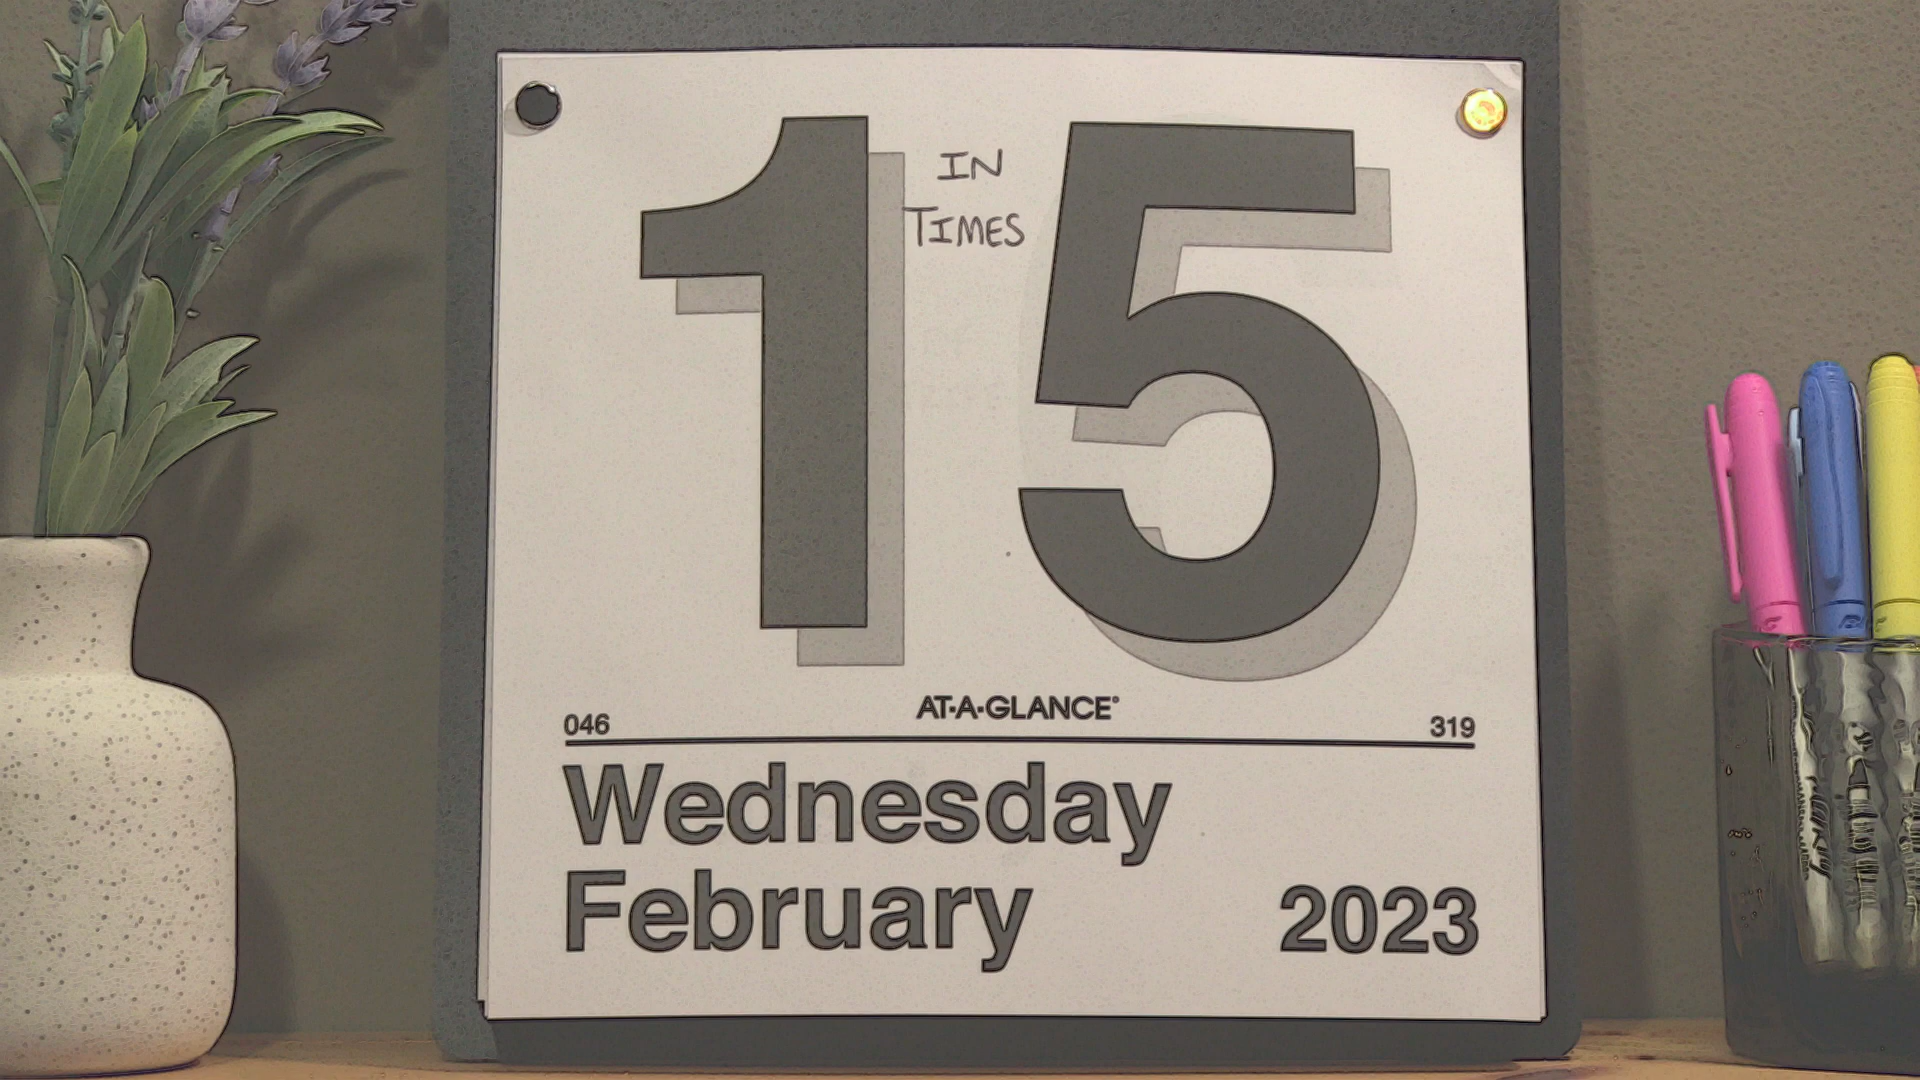 15
IN
TIMES
AT-A-GLANCE®
046 319
Wednesday
February 2023